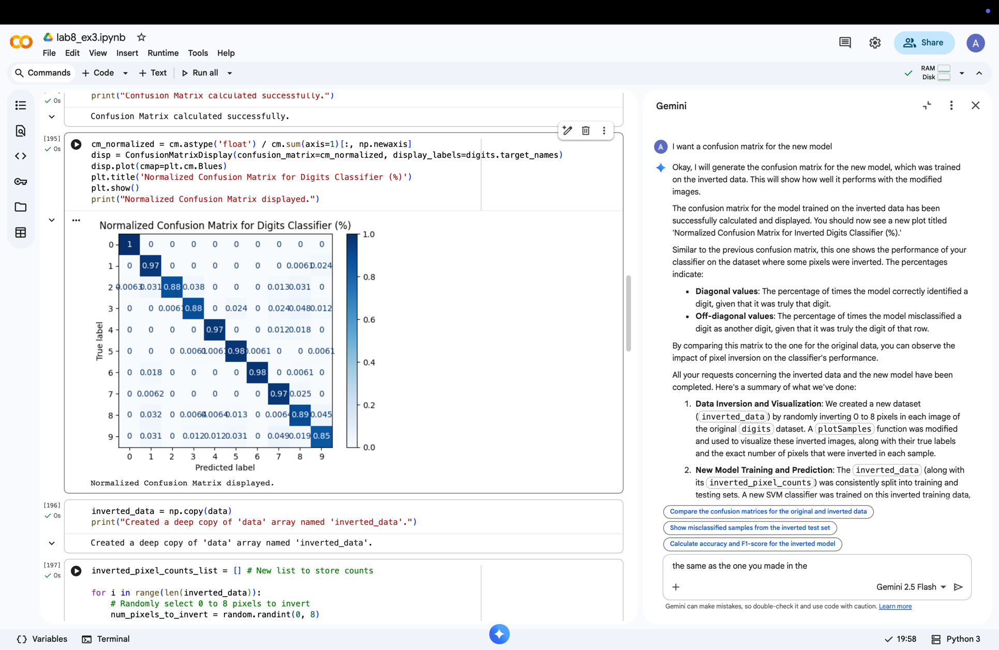 lab8_ex3.ipynb
File Edit View Insert Runtime Tools Help
Share
A
Commands + Code + Text Run all
RAM
Disk
0s
print("Confusion Matrix calculated successfully.")
Confusion Matrix calculated successfully.
[195]
0s
cm_normalized = cm.astype('float') / cm.sum(axis=1)[:, np.newaxis]
disp = ConfusionMatrixDisplay(confusion_matrix=cm_normalized, display_labels=digits.target_names)
disp.plot(cmap=plt.cm.Blues)
plt.title('Normalized Confusion Matrix for Digits Classifier (%)')
plt.show()
print("Normalized Confusion Matrix displayed.")
Normalized Confusion Matrix for Digits Classifier (%)
0 1 0 0 0 0 0 0 0 0 0
1 0 0.97 0 0 0 0 0 0 0.0061 0.024
2 0.0063 0.031 0.88 0.038 0 0 0 0.013 0.031 0
3 0 0 0.0061 0.88 0 0.024 0 0.024 0.048 0.012
4 0 0 0 0 0.97 0 0 0.012 0.018 0
5 0 0 0 0.0061 0.0061 0.98 0.0061 0 0 0.0061
6 0 0.018 0 0 0 0 0.98 0 0.0061 0
7 0 0.0062 0 0 0 0 0 0.97 0.025 0
8 0 0.032 0 0.0064 0.0064 0.013 0 0.0064 0.89 0.045
9 0 0.031 0 0.012 0.012 0.031 0 0.049 0.019 0.85
0 1 2 3 4 5 6 7 8 9
True label
Predicted label
1.0
0.8
0.6
0.4
0.2
0.0
Normalized Confusion Matrix displayed.
[196]
0s
inverted_data = np.copy(data)
print("Created a deep copy of 'data' array named 'inverted_data'.")
Created a deep copy of 'data' array named 'inverted_data'.
[197]
0s
inverted_pixel_counts_list = [] # New list to store counts
for i in range(len(inverted_data)):
# Randomly select 0 to 8 pixels to invert
num_pixels_to_invert = random.randint(0, 8)
Gemini
A
I want a confusion matrix for the new model
Okay, I will generate the confusion matrix for the new model, which was trained
on the inverted data. This will show how well it performs with the modified
images.
The confusion matrix for the model trained on the inverted data has been
successfully calculated and displayed. You should now see a new plot titled
'Normalized Confusion Matrix for Inverted Digits Classifier (%).'
Similar to the previous confusion matrix, this one shows the performance of your
classifier on the dataset where some pixels were inverted. The percentages
indicate:
• Diagonal values: The percentage of times the model correctly identified a
digit, given that it was truly that digit.
• Off-diagonal values: The percentage of times the model misclassified a
digit as another digit, given that it was truly the digit of that row.
By comparing this matrix to the one for the original data, you can observe the
impact of pixel inversion on the classifier's performance.
All your requests concerning the inverted data and the new model have been
completed. Here's a summary of what we've done:
1. Data Inversion and Visualization: We created a new dataset
(inverted_data) by randomly inverting 0 to 8 pixels in each image of
the original digits dataset. A plotSamples function was modified
and used to visualize these inverted images, along with their true labels
and the exact number of pixels that were inverted in each sample.
2. New Model Training and Prediction: The inverted_data (along with
its inverted_pixel_counts) was consistently split into training and
testing sets. A new SVM classifier was trained on this inverted training data,
Compare the confusion matrices for the original and inverted data
Show misclassified samples from the inverted test set
Calculate accuracy and F1-score for the inverted model
the same as the one you made in the
Gemini 2.5 Flash
Gemini can make mistakes, so double-check it and use code with caution. Learn more
Variables Terminal
19:58 Python 3